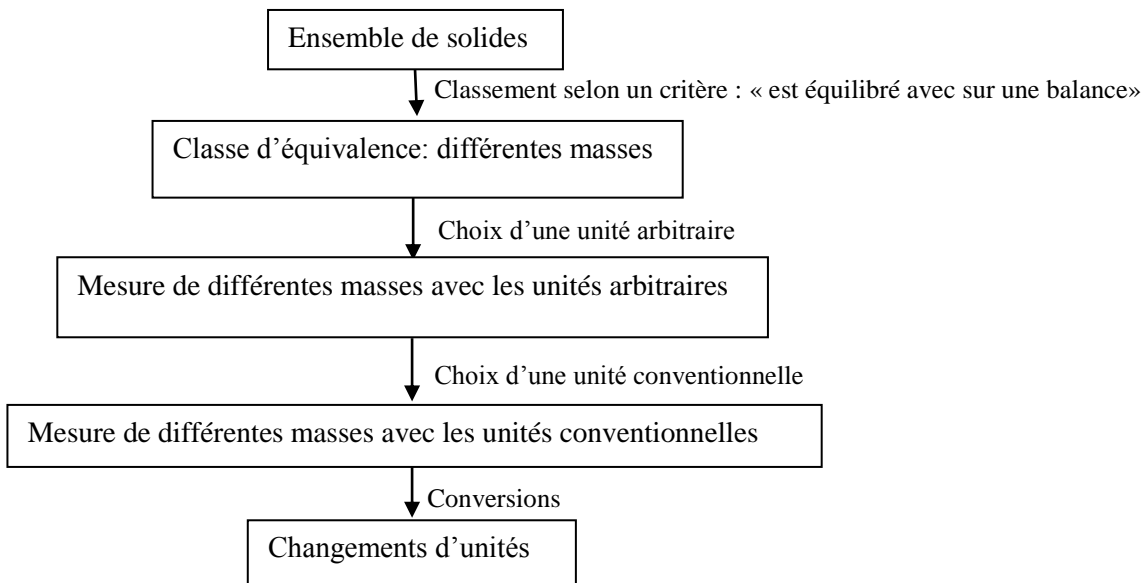 Ensemble de solides
Classement selon un critère : « est équilibré avec sur une balance»
Classe d’équivalence: différentes masses
Choix d’une unité arbitraire
Mesure de différentes masses avec les unités arbitraires
Choix d’une unité conventionnelle
Mesure de différentes masses avec les unités conventionnelles
Conversions
Changements d’unités